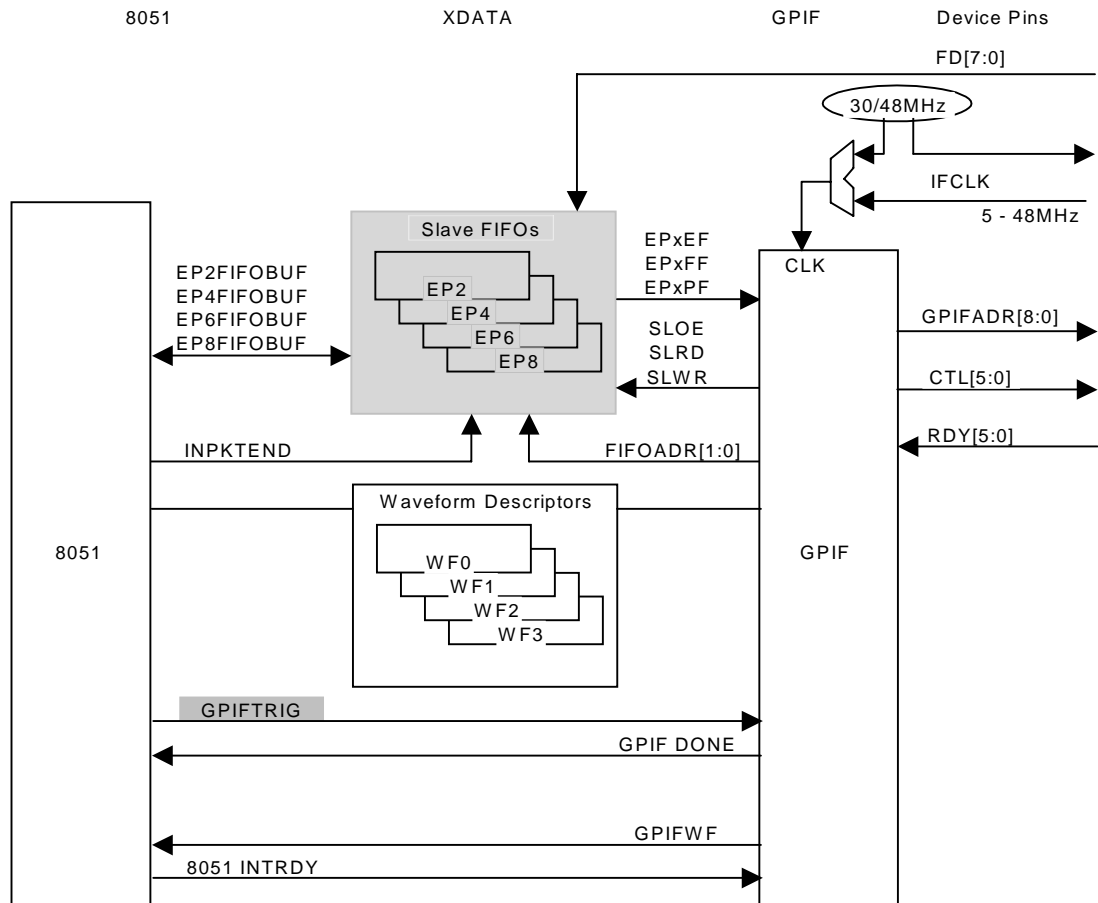 8051 XDATA GPIF Device Pins
FD[7:0]
30/48MHz
IFCLK
5 - 48MHz
Slave FIFOs
EP2
EP4
EP6
EP8
EP2FIFOBUF
EP4FIFOBUF
EP6FIFOBUF
EP8FIFOBUF
EPxEF
EPxFF
EPxPF
SLOE
SLRD
SLWR
CLK
GPIFADR[8:0]
CTL[5:0]
RDY[5:0]
INPKTEND
FIFOADR[1:0]
Waveform Descriptors
WF0
WF1
WF2
WF3
8051
GPIF
GPIFTRIG
GPIF DONE
GPIFWF
8051 INTRDY